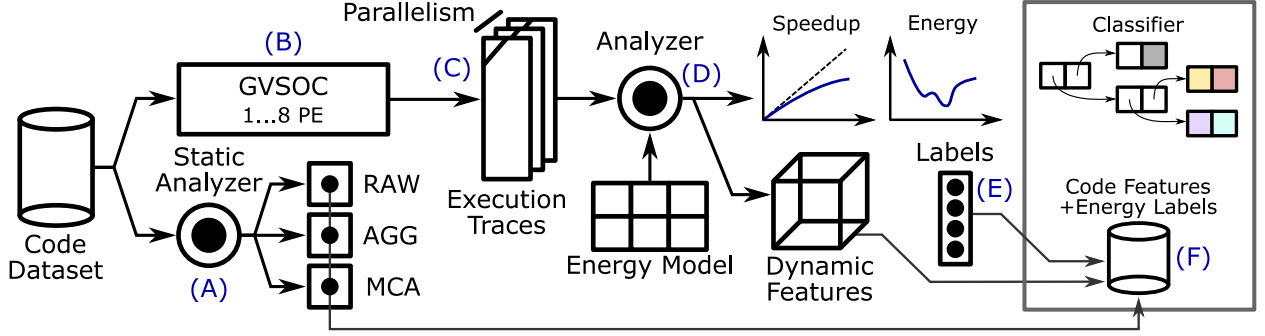 Parallelism
(B)
(C)
GVSOC
1...8 PE
Static
Analyzer
(A)
RAW
AGG
MCA
Code
Dataset
Execution
Traces
Analyzer
(D)
Energy Model
Speedup
Energy
Dynamic
Features
Labels
(E)
Classifier
Code Features
+Energy Labels
(F)